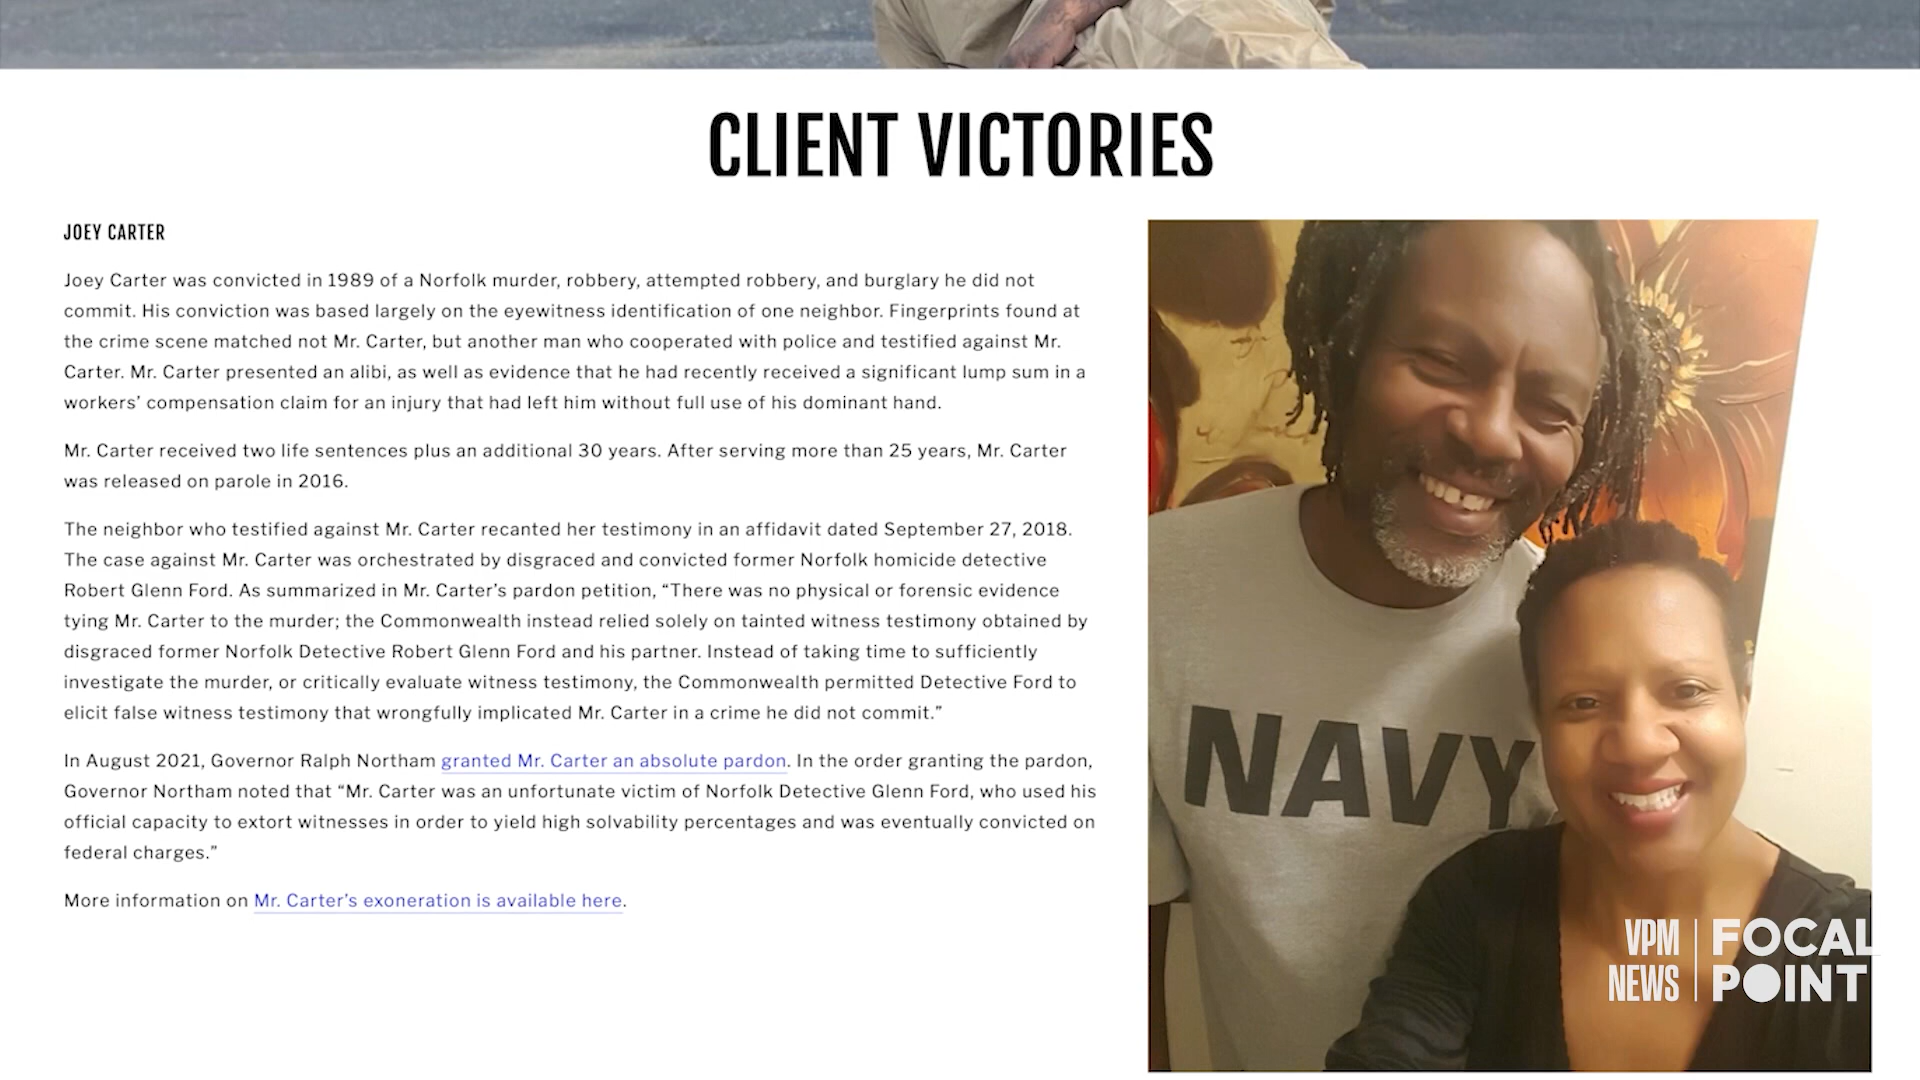 CLIENT VICTORIES
JOEY CARTER
Joey Carter was convicted in 1989 of a Norfolk murder, robbery, attempted robbery, and burglary he did not
commit. His conviction was based largely on the eyewitness identification of one neighbor. Fingerprints found at
the crime scene matched not Mr. Carter, but another man who cooperated with police and testified against Mr.
Carter. Mr. Carter presented an alibi, as well as evidence that he had recently received a significant lump sum in a
workers’ compensation claim for an injury that had left him without full use of his dominant hand.
Mr. Carter received two life sentences plus an additional 30 years. After serving more than 25 years, Mr. Carter
was released on parole in 2016.
The neighbor who testified against Mr. Carter recanted her testimony in an affidavit dated September 27, 2018.
The case against Mr. Carter was orchestrated by disgraced and convicted former Norfolk homicide detective
Robert Glenn Ford. As summarized in Mr. Carter’s pardon petition, “There was no physical or forensic evidence
tying Mr. Carter to the murder; the Commonwealth instead relied solely on tainted witness testimony obtained by
disgraced former Norfolk Detective Robert Glenn Ford and his partner. Instead of taking time to sufficiently
investigate the murder, or critically evaluate witness testimony, the Commonwealth permitted Detective Ford to
elicit false witness testimony that wrongfully implicated Mr. Carter in a crime he did not commit.”
In August 2021, Governor Ralph Northam granted Mr. Carter an absolute pardon. In the order granting the pardon,
Governor Northam noted that “Mr. Carter was an unfortunate victim of Norfolk Detective Glenn Ford, who used his
official capacity to extort witnesses in order to yield high solvability percentages and was eventually convicted on
federal charges.”
More information on Mr. Carter’s exoneration is available here.
NAVY
VPM NEWS
FOCAL POINT